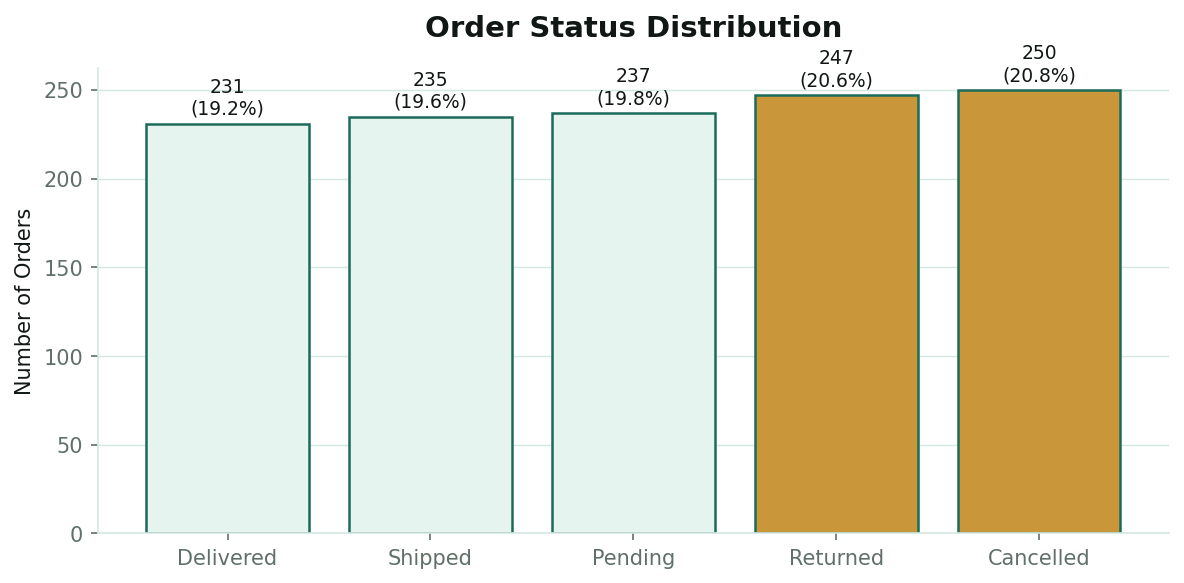 Order Status Distribution
231
(19.2%)
235
(19.6%)
237
(19.8%)
247
(20.6%)
250
(20.8%)
Number of Orders
250
200
150
100
50
0
Delivered
Shipped
Pending
Returned
Cancelled